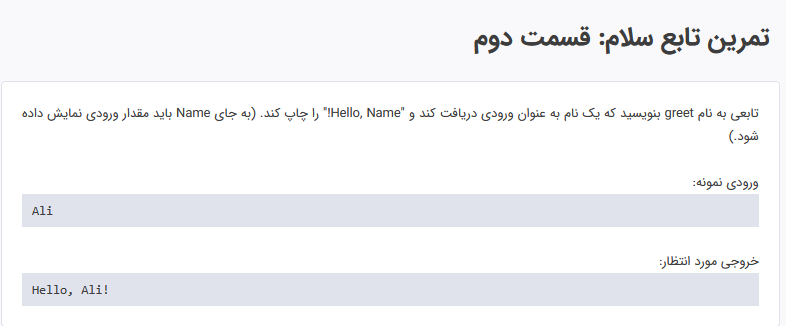 تمرین تابع سلام: قسمت دوم
تابعی به نام greet بنویسید که یک نام به عنوان ورودی دریافت کند و "Hello, Name!" را چاپ کند. (به جای Name باید مقدار ورودی نمایش داده
شود.)
ورودی نمونه:
Ali
خروجی مورد انتظار:
Hello, Ali!